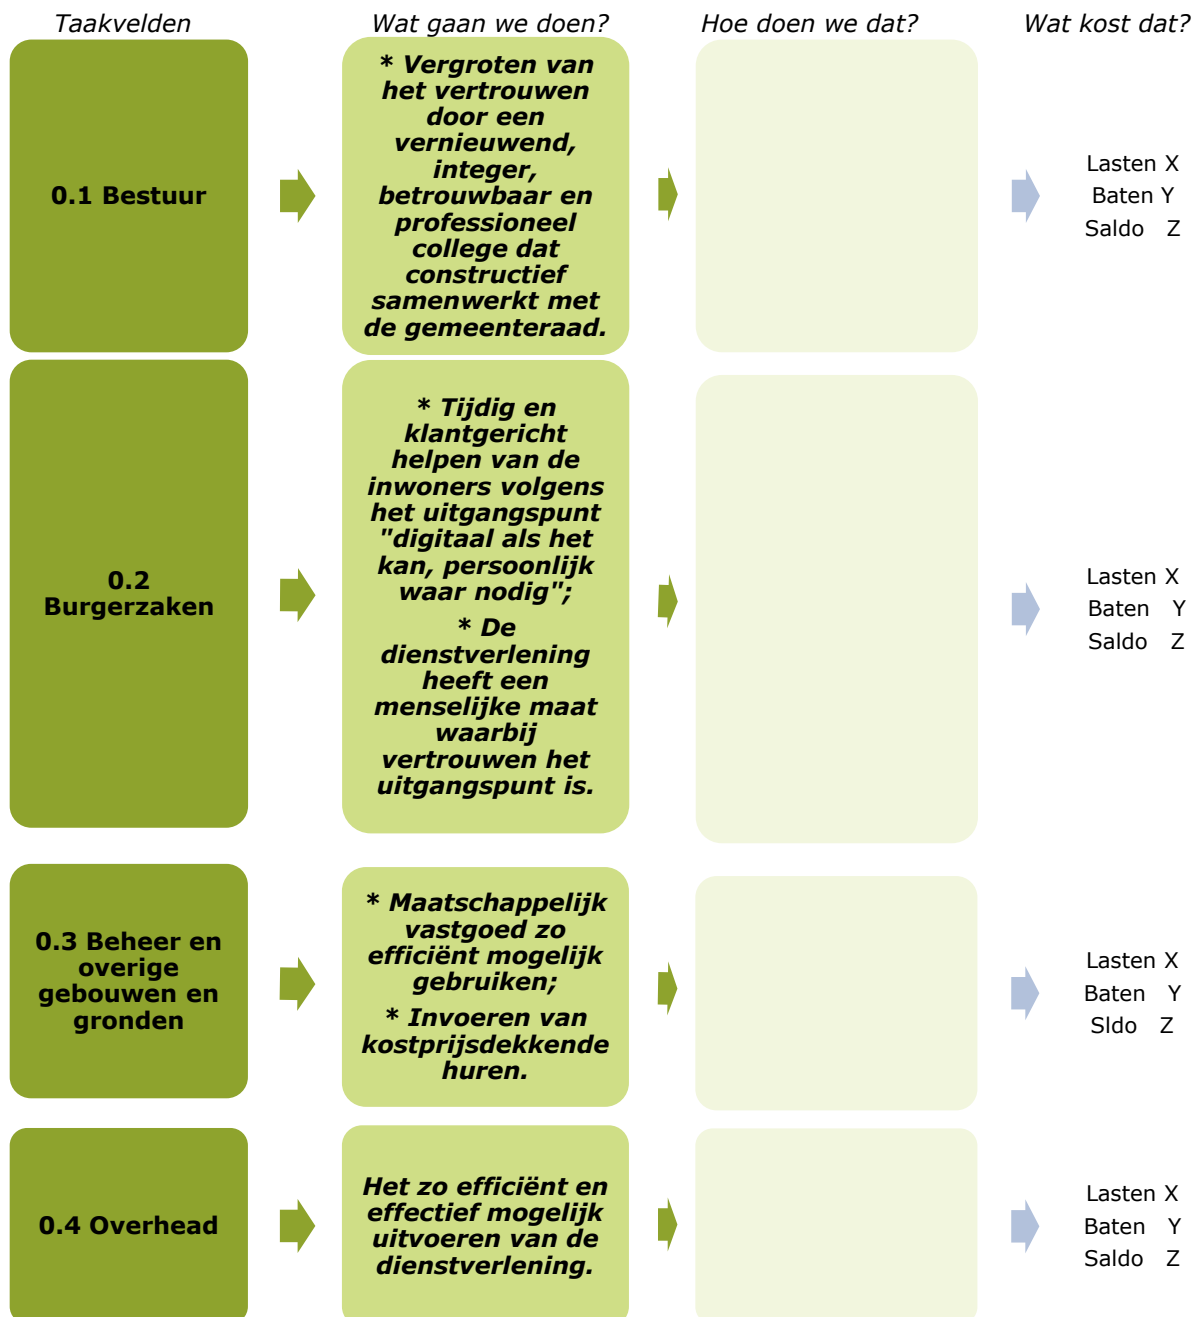 Taakvelden
Wat gaan we doen?
Hoe doen we dat?
Wat kost dat?
0.1 Bestuur
* Vergroten van
het vertrouwen
door een
vernieuwend,
integer,
betrouwbaar en
professioneel
college dat
constructief
samenwerkt met
de gemeenteraad.
Lasten X
Baten Y
Saldo Z
0.2
Burgerzaken
* Tijdig en
klantgericht
helpen van de
inwoners volgens
het uitgangspunt
"digitaal als het
kan, persoonlijk
waar nodig";
* De
dienstverlening
heeft een
menselijke maat
waarbij
vertrouwen het
uitgangspunt is.
Lasten X
Baten Y
Saldo Z
0.3 Beheer en
overige
gebouwen en
gronden
* Maatschappelijk
vastgoed zo
efficiënt mogelijk
gebruiken;
* Invoeren van
kostprijsdekkende
huren.
Lasten X
Baten Y
Sldo Z
0.4 Overhead
Het zo efficiënt en
effectief mogelijk
uitvoeren van de
dienstverlening.
Lasten X
Baten Y
Saldo Z